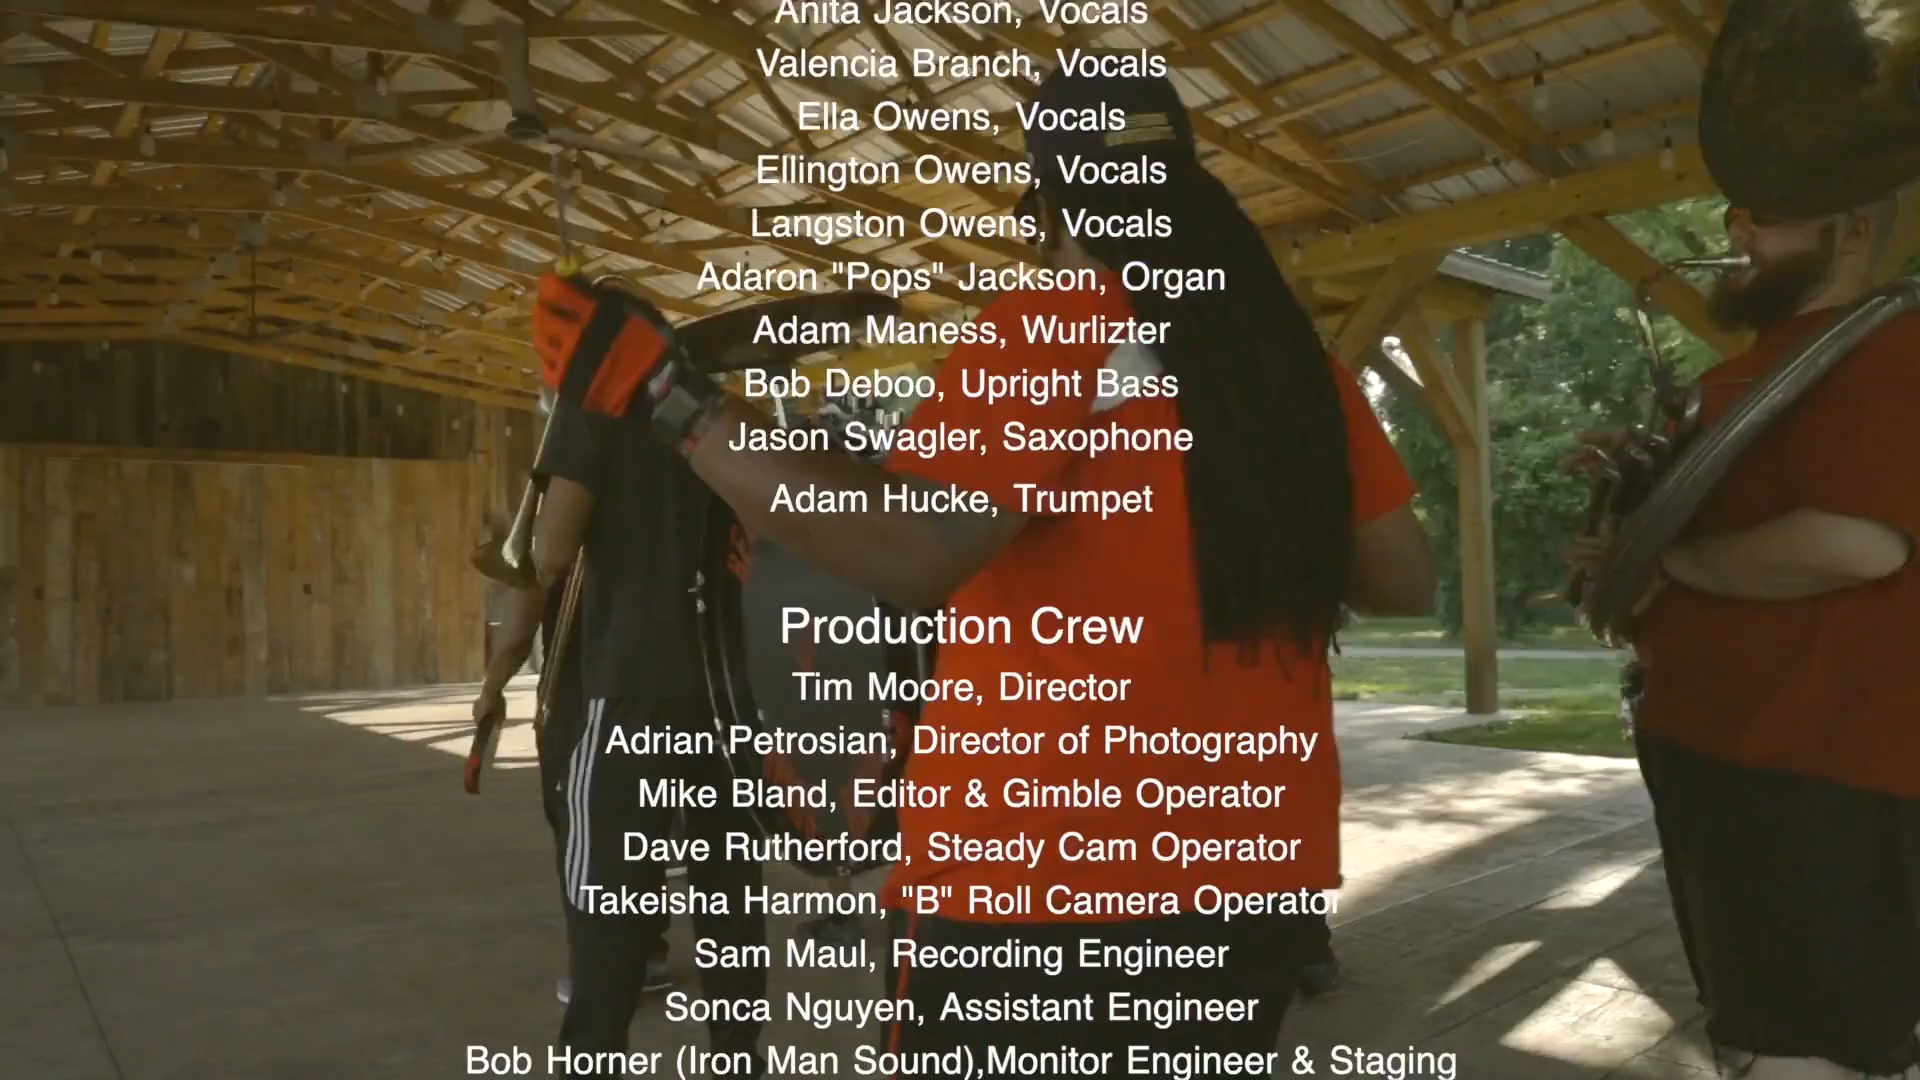 Anita Jackson, Vocals
Valencia Branch, Vocals
Ella Owens, Vocals
Ellington Owens, Vocals
Langston Owens, Vocals
Adaron "Pops" Jackson, Organ
Adam Maness, Wurlizter
Bob Deboo, Upright Bass
Jason Swagler, Saxophone
Adam Hucke, Trumpet
Production Crew
Tim Moore, Director
Adrian Petrosian, Director of Photography
Mike Bland, Editor & Gimble Operator
Dave Rutherford, Steady Cam Operator
Takeisha Harmon, "B" Roll Camera Operator
Sam Maul, Recording Engineer
Sonca Nguyen, Assistant Engineer
Bob Horner (Iron Man Sound),Monitor Engineer & Staging